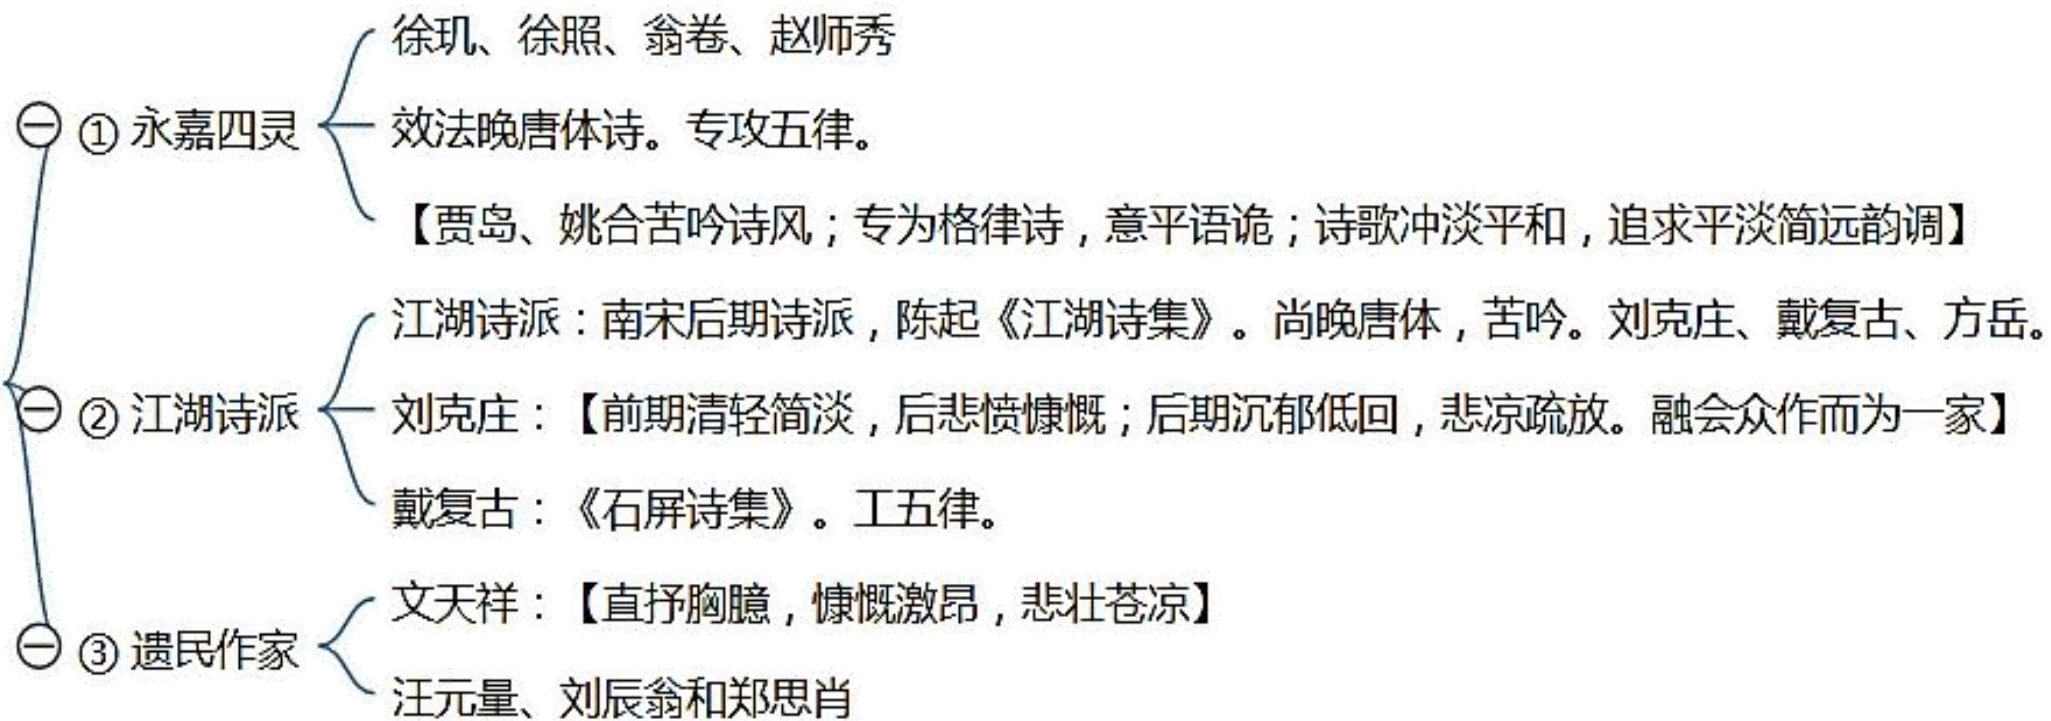 徐玑、徐照、翁卷、赵师秀
① 永嘉四灵
效法晚唐体诗。专攻五律。
【贾岛、姚合苦吟诗风；专为格律诗，意平语诡；诗歌冲淡平和，追求平淡简远韵调】
江湖诗派：南宋后期诗派，陈起《江湖诗集》。尚晚唐体，苦吟。刘克庄、戴复古、方岳。
② 江湖诗派
刘克庄：【前期清轻简淡，后悲愤慷慨；后期沉郁低回，悲凉疏放。融会众作而为一家】
戴复古：《石屏诗集》。工五律。
文天祥：【直抒胸臆，慷慨激昂，悲壮苍凉】
③ 遗民作家
汪元量、刘辰翁和郑思肖